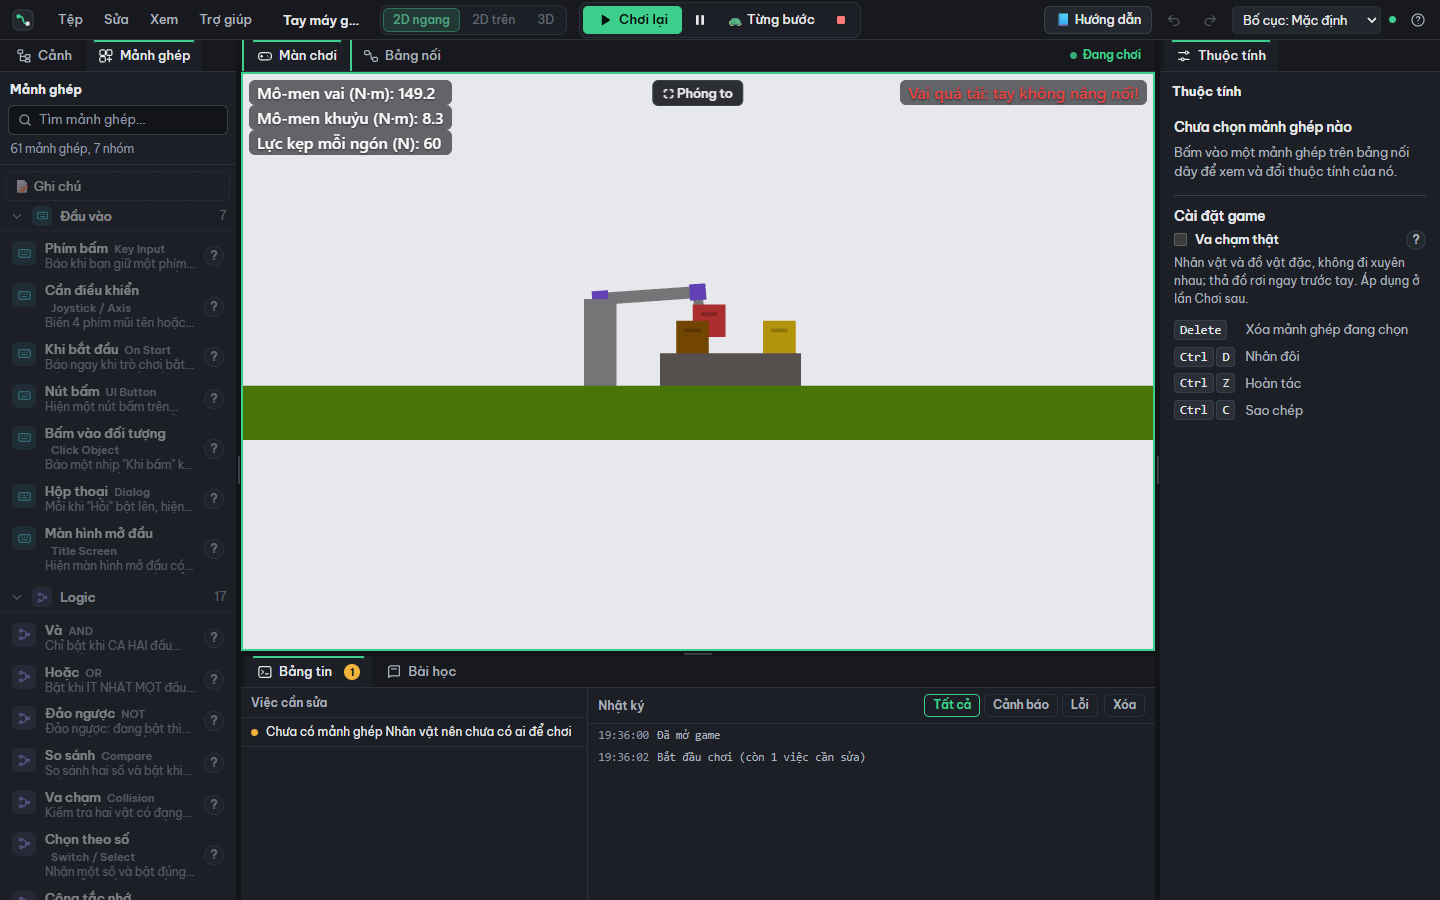 Tệp Sửa Xem Trợ giúp Tay máy g... 2D ngang 2D trên 3D Chơi lại Từng bước Hướng dẫn Bố cục: Mặc định
Cảnh Mảnh ghép
Màn chơi Bảng nối Đang chơi
Thuộc tính
Mảnh ghép
Tìm mảnh ghép...
61 mảnh ghép, 7 nhóm
Ghi chú
Đầu vào 7
Phím bấm Key Input
Báo khi bạn giữ một phím...
Cần điều khiển
Joystick / Axis
Biến 4 phím mũi tên hoặc...
Khi bắt đầu On Start
Báo ngay khi trò chơi bắt...
Nút bấm UI Button
Hiện một nút bấm trên...
Bấm vào đối tượng
Click Object
Báo một nhịp "Khi bấm" k...
Hộp thoại Dialog
Mỗi khi "Hỏi" bật lên, hiện...
Màn hình mở đầu
Title Screen
Hiện màn hình mở đầu có...
Logic 17
Và AND
Chỉ bật khi CẢ HAI đầu...
Hoặc OR
Bật khi ÍT NHẤT MỘT đầu...
Đảo ngược NOT
Đảo ngược: đang bật thì...
So sánh Compare
So sánh hai số và bật khi...
Va chạm Collision
Kiểm tra hai vật có đang...
Chọn theo số
Switch / Select
Nhận một số và bật đúng...
Công tắc nhớ
Mô-men vai (N·m): 149.2
Mô-men khuỷu (N·m): 8.3
Lực kẹp mỗi ngón (N): 60
Phóng to
Vai quá tải: tay không nâng nổi!
Bảng tin 1 Bài học
Việc cần sửa
Chưa có mảnh ghép Nhân vật nên chưa có ai để chơi
Nhật ký Tất cả Cảnh báo Lỗi Xóa
19:36:00 Đã mở game
19:36:02 Bắt đầu chơi (còn 1 việc cần sửa)
Thuộc tính
Chưa chọn mảnh ghép nào
Bấm vào một mảnh ghép trên bảng nối
dây để xem và đổi thuộc tính của nó.
Cài đặt game
Va chạm thật ?
Nhân vật và đồ vật đặc, không đi xuyên
nhau; thả đồ rơi ngay trước tay. Áp dụng ở
lần Chơi sau.
Delete Xóa mảnh ghép đang chọn
Ctrl D Nhân đôi
Ctrl Z Hoàn tác
Ctrl C Sao chép